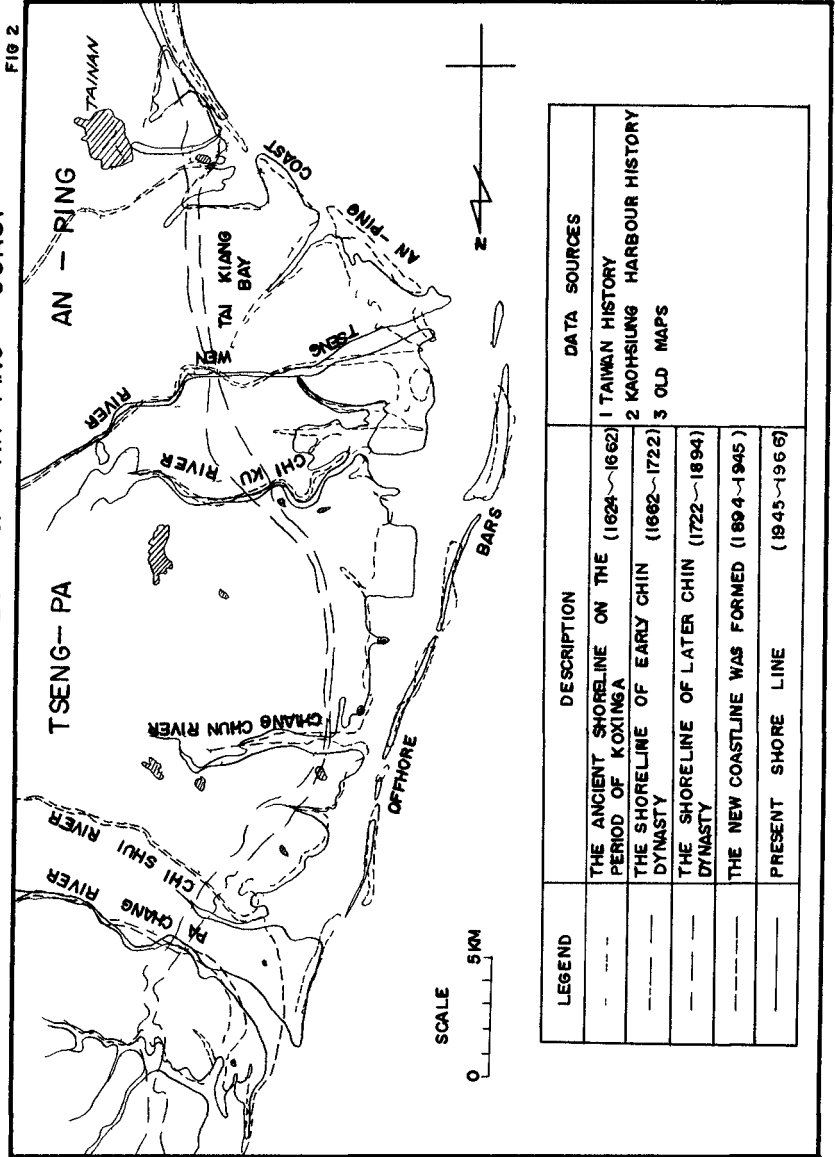 FIG 2
TAINAN
AN – RING
COAST
AN-PING
TAI KIANG
BAY
TSENG
WEN
RIVER
CHI KU RIVER
TSENG–PA
BARS
OFFHORE
CHIANG CHUN RIVER
CHI SHUI RIVER
PA CHANG RIVER
N
SCALE
0 5KM
LEGEND DESCRIPTION DATA SOURCES
THE ANCIENT SHORELINE ON THE
PERIOD OF KOXINGA (1624~1662)
THE SHORELINE OF EARLY CHIN
DYNASTY (1662~1722)
THE SHORELINE OF LATER CHIN (1722~1894)
DYNASTY
THE NEW COASTLINE WAS FORMED (1894~1945)
PRESENT SHORE LINE (1945~1966)
1 TAIWAN HISTORY
2 KAOHSIUNG HARBOUR HISTORY
3 OLD MAPS